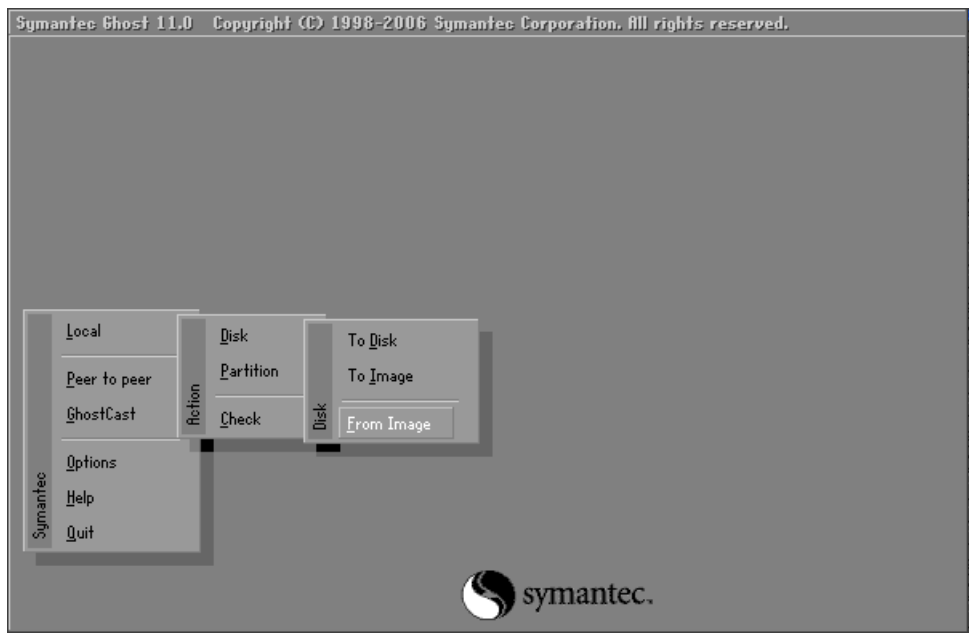 Symantec Ghost 11.0   Copyright (C) 1998-2006 Symantec Corporation. All rights reserved.
Symantec
Local
Peer to peer
GhostCast
Options
Help
Quit
Action
Disk
Partition
Check
Disk
To Disk
To Image
From Image
symantec.